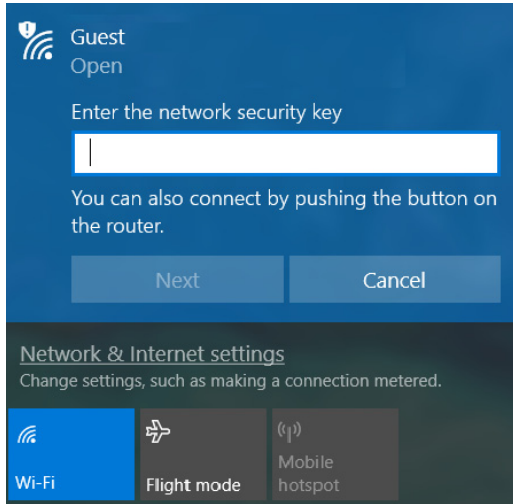 Guest
Open
Enter the network security key
You can also connect by pushing the button on
the router.
Next
Cancel
Network & Internet settings
Change settings, such as making a connection metered.
Wi-Fi
Flight mode
Mobile
hotspot